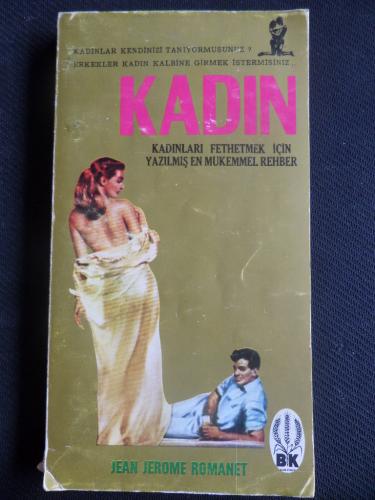 KADINLAR KENDİNİZİ TANIYORMUSUNUZ ?
ERKEKLER KADIN KALBİNE GİRMEK İSTERMİSİNİZ..
KADIN
KADINLARI FETHETMEK İÇİN
YAZILMIŞ EN MÜKEMMEL REHBER
BK
JEAN JEROME ROMANET